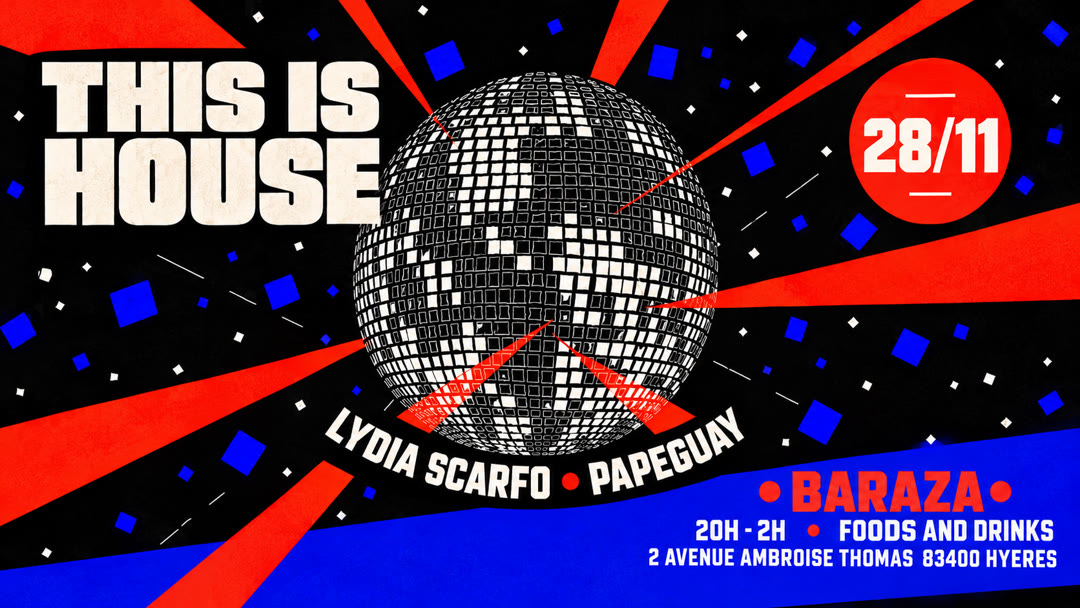 THIS IS
HOUSE
28/11
LYDIA SCARFO • PAPEGUAY
• BARAZA •
20H - 2H • FOODS AND DRINKS
2 AVENUE AMBROISE THOMAS 83400 HYERES